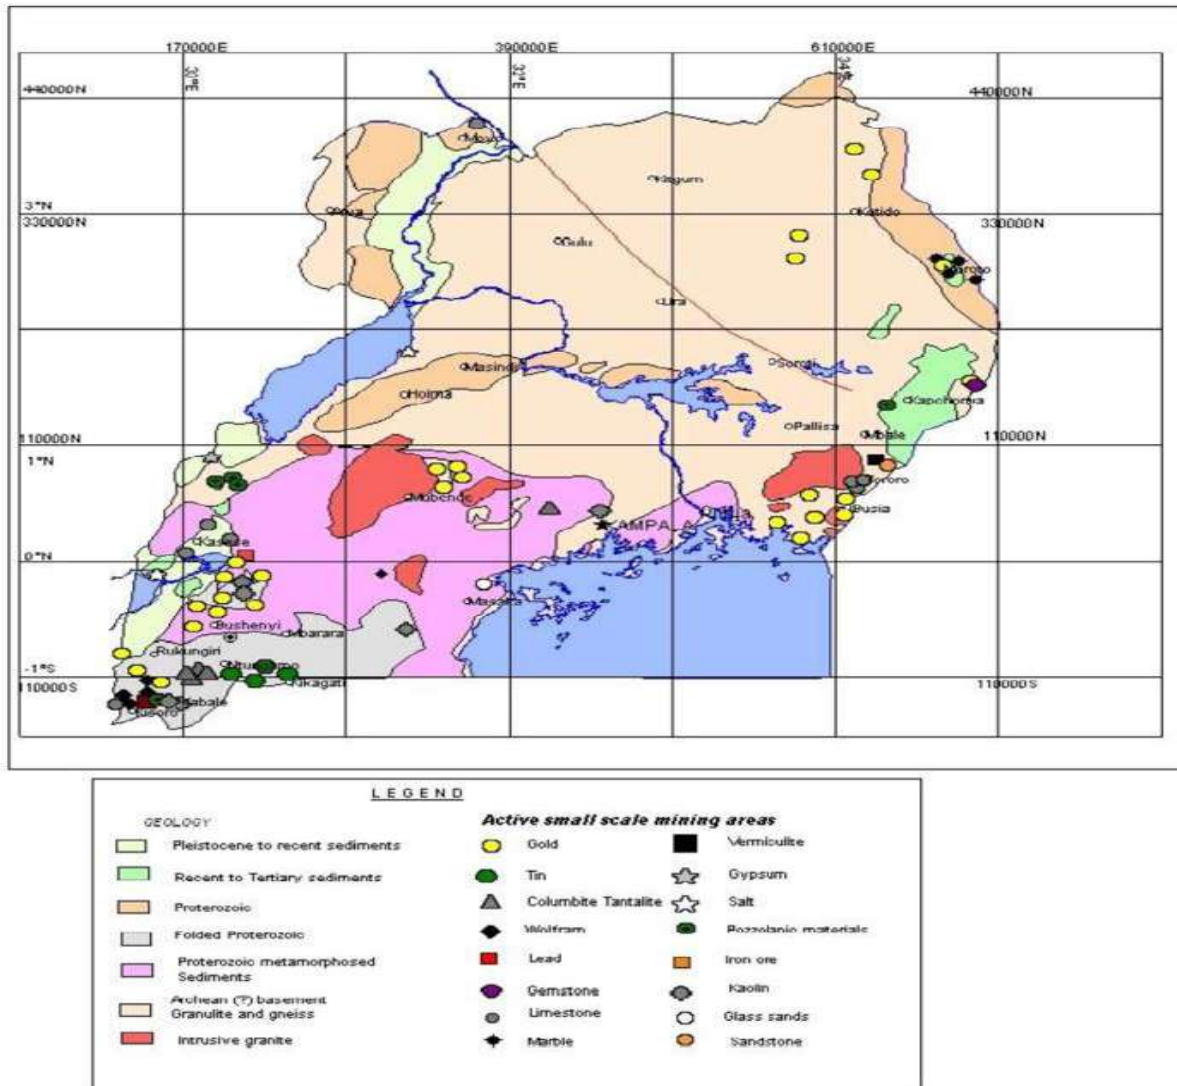 170000E 390000E 610000E
31°E 32°E 34°E
440000N 440000N
Moyo
Kitgum
3°N Arua Kotido
330000N 330000N
Gulu
Moroto
Lira
Masindi Soroti
Hoima Kapchorwa
Pallisa
Mbale
110000N 110000N
1°N
Tororo
Mubende
Busia
KAMPALA
Kasese
0°N
Masaka
Bushenyi
Mbarara
Rukungiri
-1°S Ntungamo
110000S Kikagati 110000S
Kabale
Kisoro
LEGEND
GEOLOGY Active small scale mining areas
Pleistocene to recent sediments Gold Vermiculite
Recent to Tertiary sediments Tin Gypsum
Proterozoic Columbite Tantalite Salt
Folded Proterozoic Wolfram Pozzolanic materials
Proterozoic metamorphosed Lead Iron ore
Sediments
Archean (?) basement Gemstone Kaolin
Granulite and gneiss Limestone Glass sands
Intrusive granite Marble Sandstone